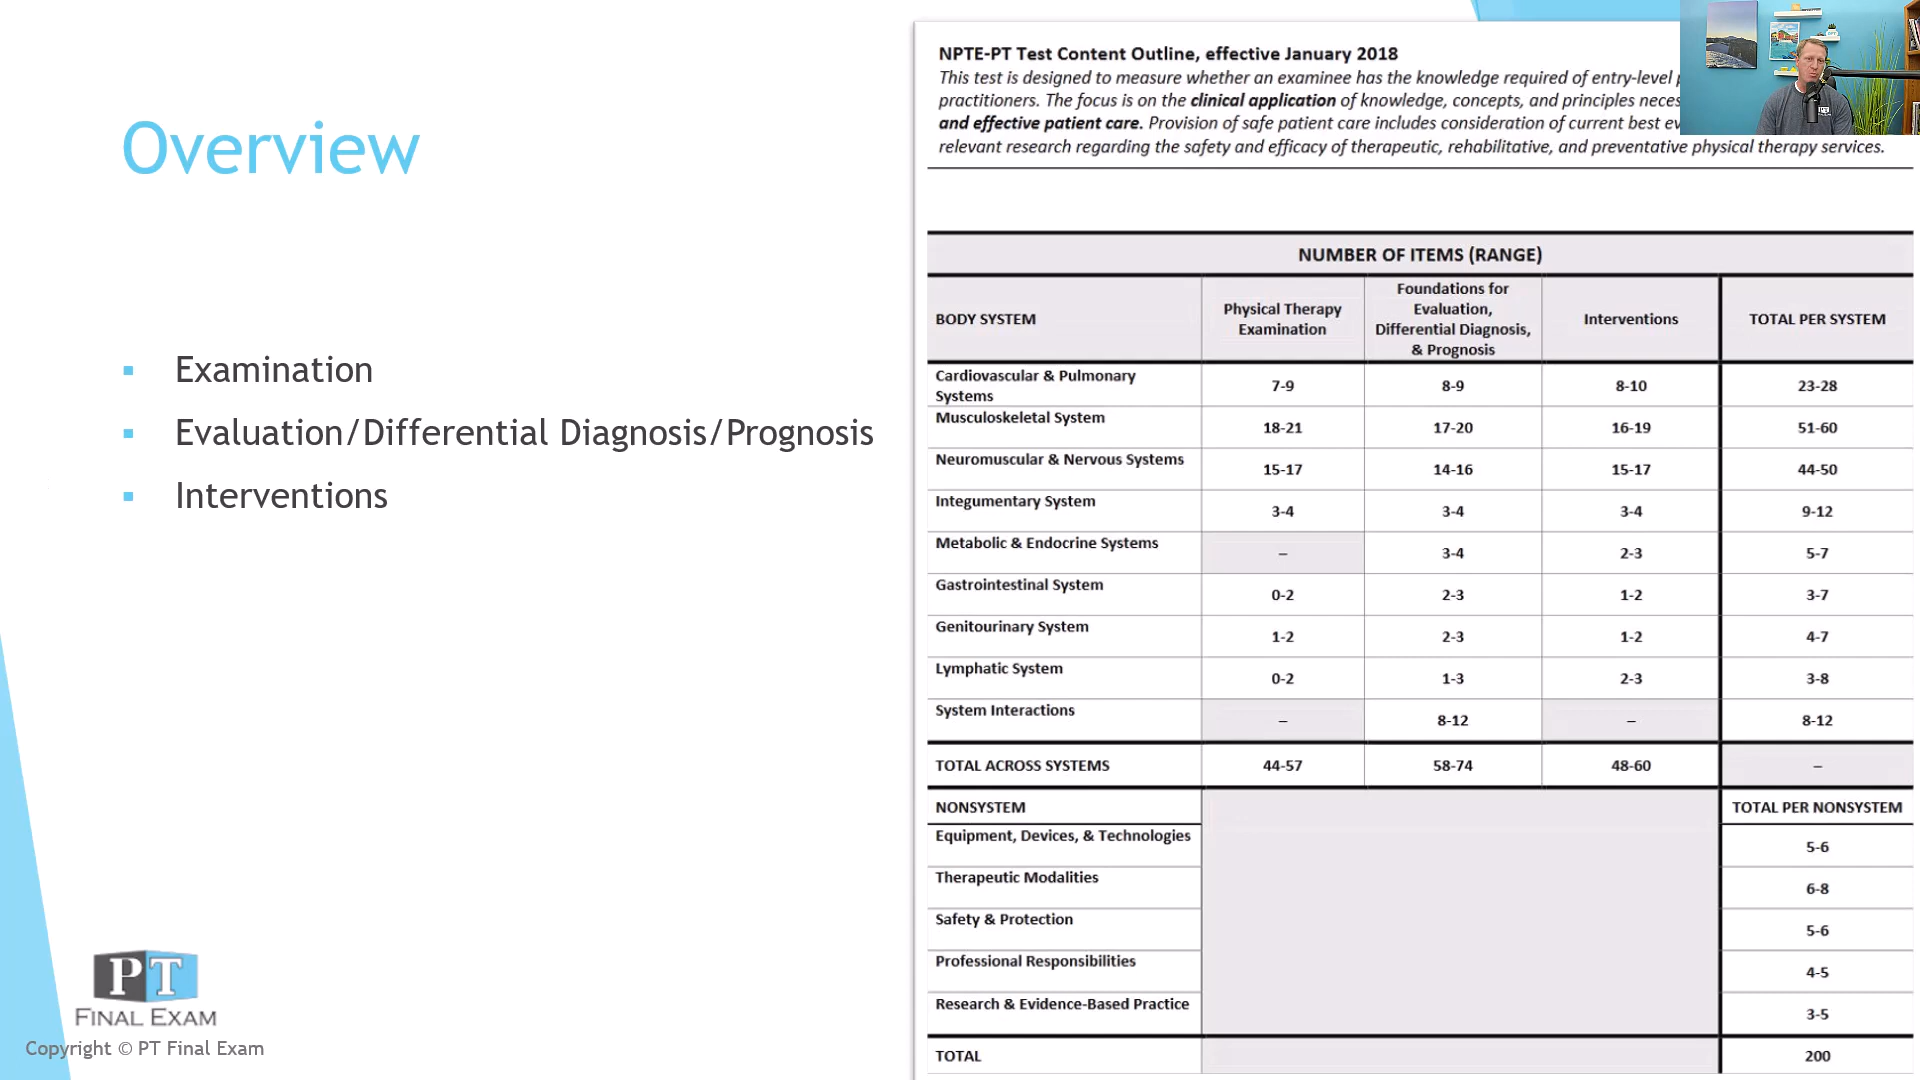 Overview
Examination
Evaluation/Differential Diagnosis/Prognosis
Interventions
PT
FINAL EXAM
Copyright © PT Final Exam
NPTE-PT Test Content Outline, effective January 2018
This test is designed to measure whether an examinee has the knowledge required of entry-level
practitioners. The focus is on the clinical application of knowledge, concepts, and principles
and effective patient care. Provision of safe patient care includes consideration of current best
relevant research regarding the safety and efficacy of therapeutic, rehabilitative, and preventative physical therapy services.
NUMBER OF ITEMS (RANGE)
BODY SYSTEM
Physical Therapy
Examination
Foundations for
Evaluation,
Differential Diagnosis,
& Prognosis
Interventions
TOTAL PER SYSTEM
Cardiovascular & Pulmonary
Systems
7-9 8-9 8-10 23-28
Musculoskeletal System 18-21 17-20 16-19 51-60
Neuromuscular & Nervous Systems 15-17 14-16 15-17 44-50
Integumentary System 3-4 3-4 3-4 9-12
Metabolic & Endocrine Systems – 3-4 2-3 5-7
Gastrointestinal System 0-2 2-3 1-2 3-7
Genitourinary System 1-2 2-3 1-2 4-7
Lymphatic System 0-2 1-3 2-3 3-8
System Interactions – 8-12 – 8-12
TOTAL ACROSS SYSTEMS 44-57 58-74 48-60 –
NONSYSTEM TOTAL PER NONSYSTEM
Equipment, Devices, & Technologies 5-6
Therapeutic Modalities 6-8
Safety & Protection 5-6
Professional Responsibilities 4-5
Research & Evidence-Based Practice 3-5
TOTAL 200